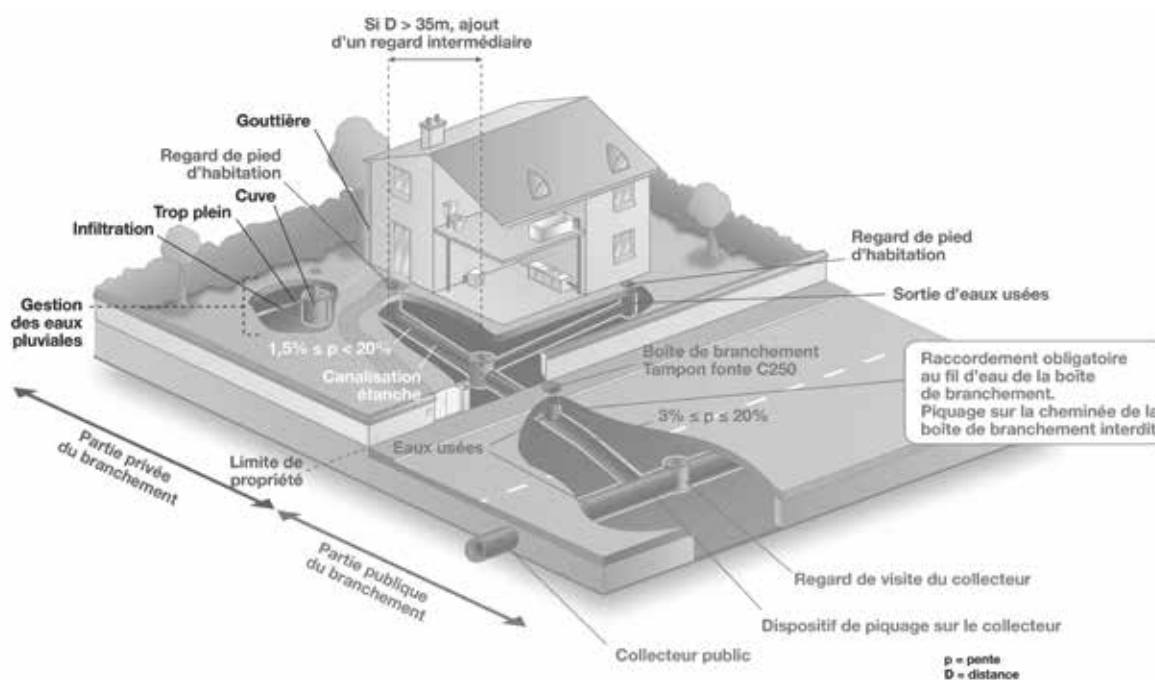 Si D > 35m, ajout
d'un regard intermédiaire
Gouttière
Regard de pied
d'habitation
Cuve
Trop plein
Infiltration
Gestion
des eaux
pluviales
1,5% ≤ p < 20%
Canalisation
étanche
Regard de pied
d'habitation
Sortie d'eaux usées
Boîte de branchement
Tampon fonte C250
3% ≤ p ≤ 20%
Raccordement obligatoire
au fil d'eau de la boîte
de branchement.
Piquage sur la cheminée de la
boîte de branchement interdit
Eaux usées
Limite de
propriété
Partie privée
du branchement
Partie publique
du branchement
Regard de visite du collecteur
Dispositif de piquage sur le collecteur
Collecteur public
p = pente
D = distance